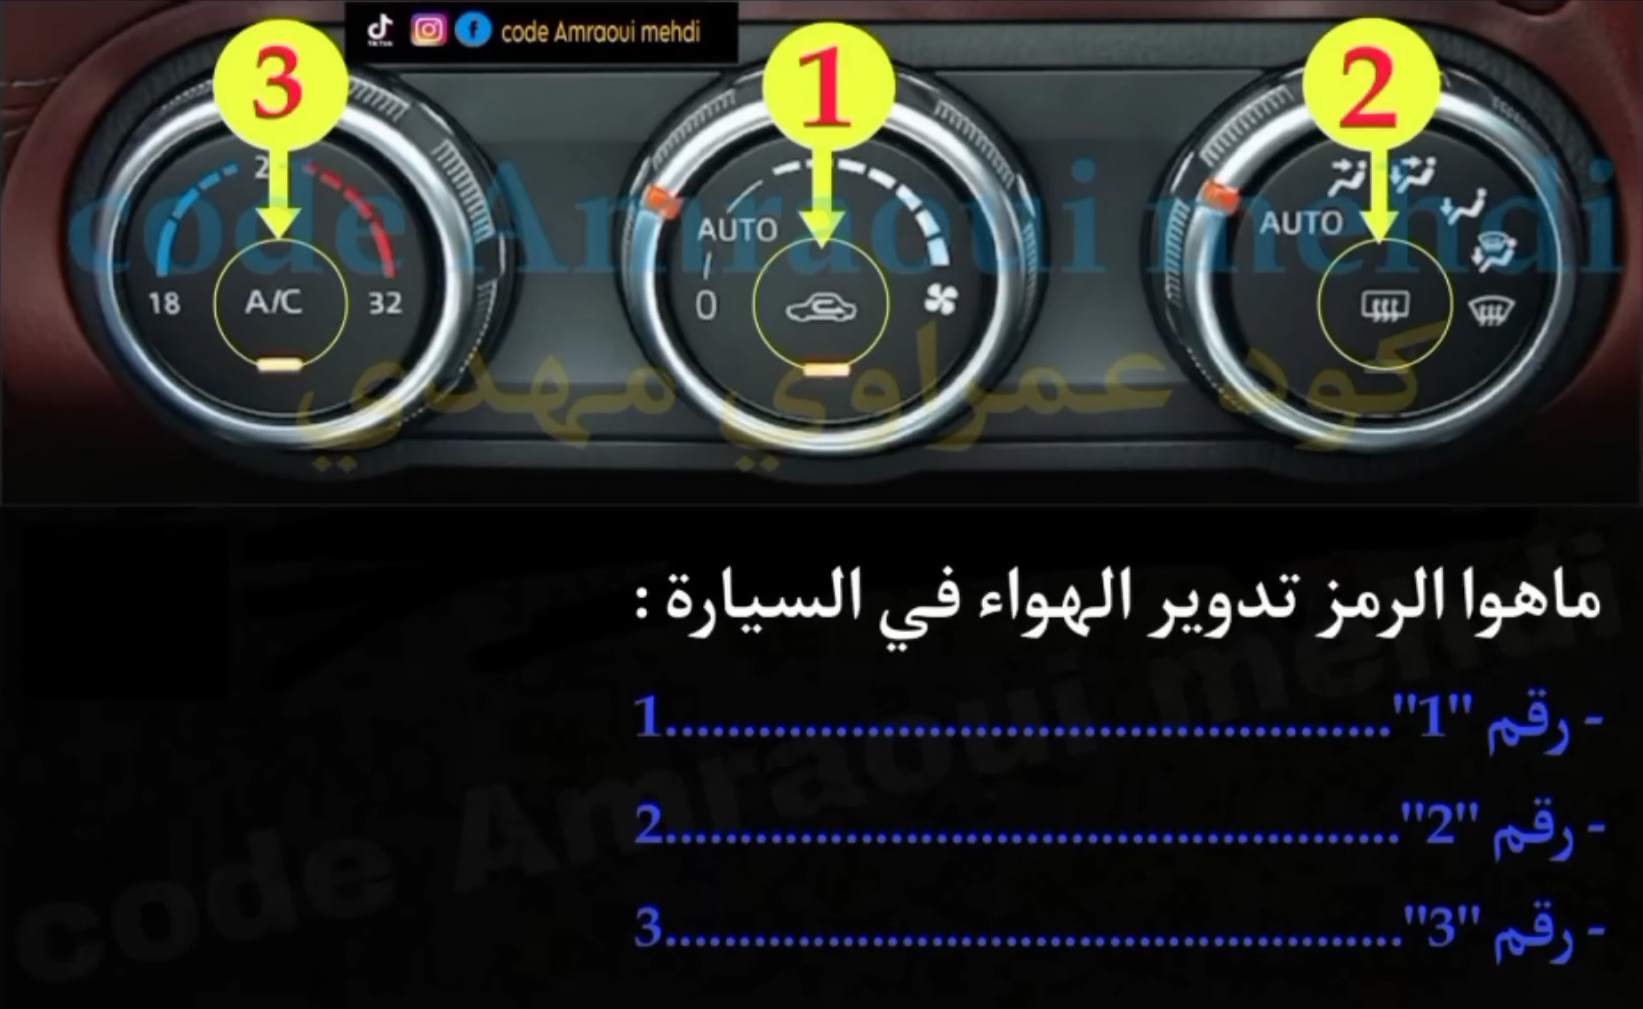 TikTok code Amraoui mehdi
3 1 2
code Amraoui mehdi
AUTO AUTO
18 A/C 32 0
كود عمراوي مهدي
ماهوا الرمز تدوير الهواء في السيارة :
- رقم "1"................................................1
- رقم "2"................................................2
- رقم "3"................................................3
code Amraoui mehdi